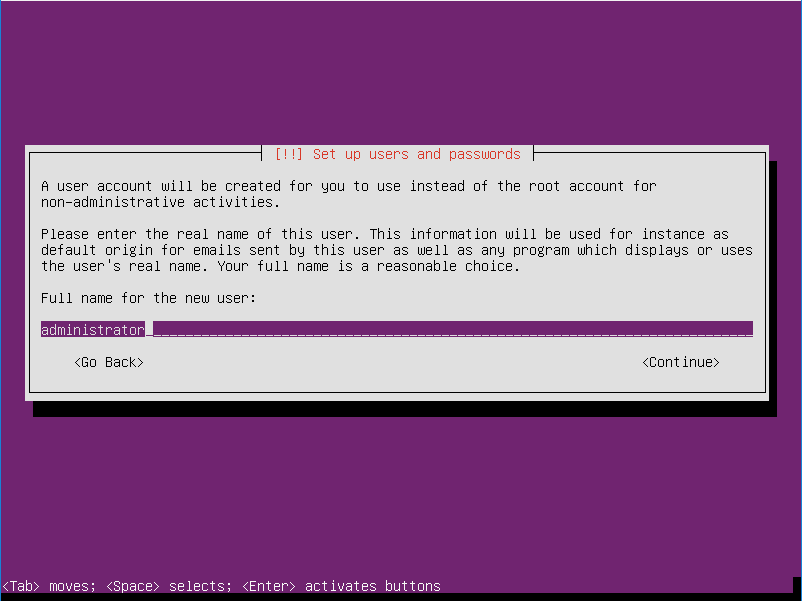 [!!] Set up users and passwords
A user account will be created for you to use instead of the root account for
non-administrative activities.
Please enter the real name of this user. This information will be used for instance as
default origin for emails sent by this user as well as any program which displays or uses
the user's real name. Your full name is a reasonable choice.
Full name for the new user:
administrator
<Go Back> <Continue>
<Tab> moves; <Space> selects; <Enter> activates buttons